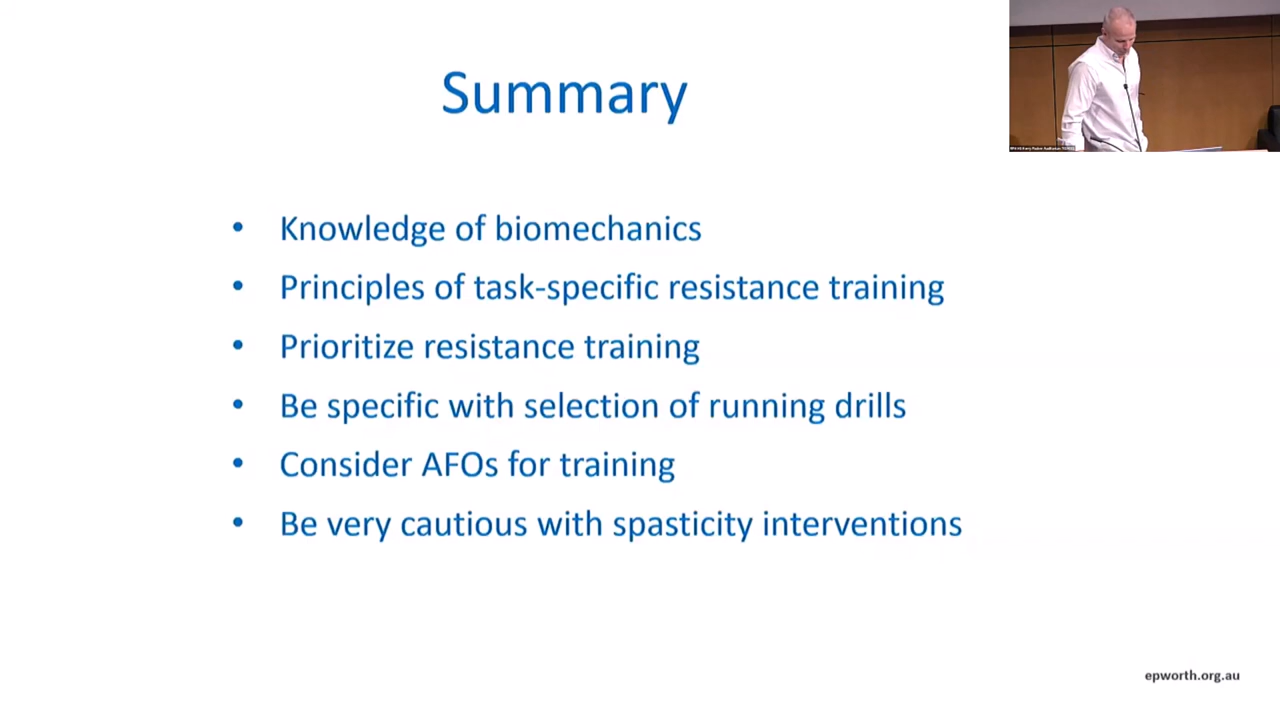 Summary
• Knowledge of biomechanics
• Principles of task-specific resistance training
• Prioritize resistance training
• Be specific with selection of running drills
• Consider AFOs for training
• Be very cautious with spasticity interventions
epworth.org.au